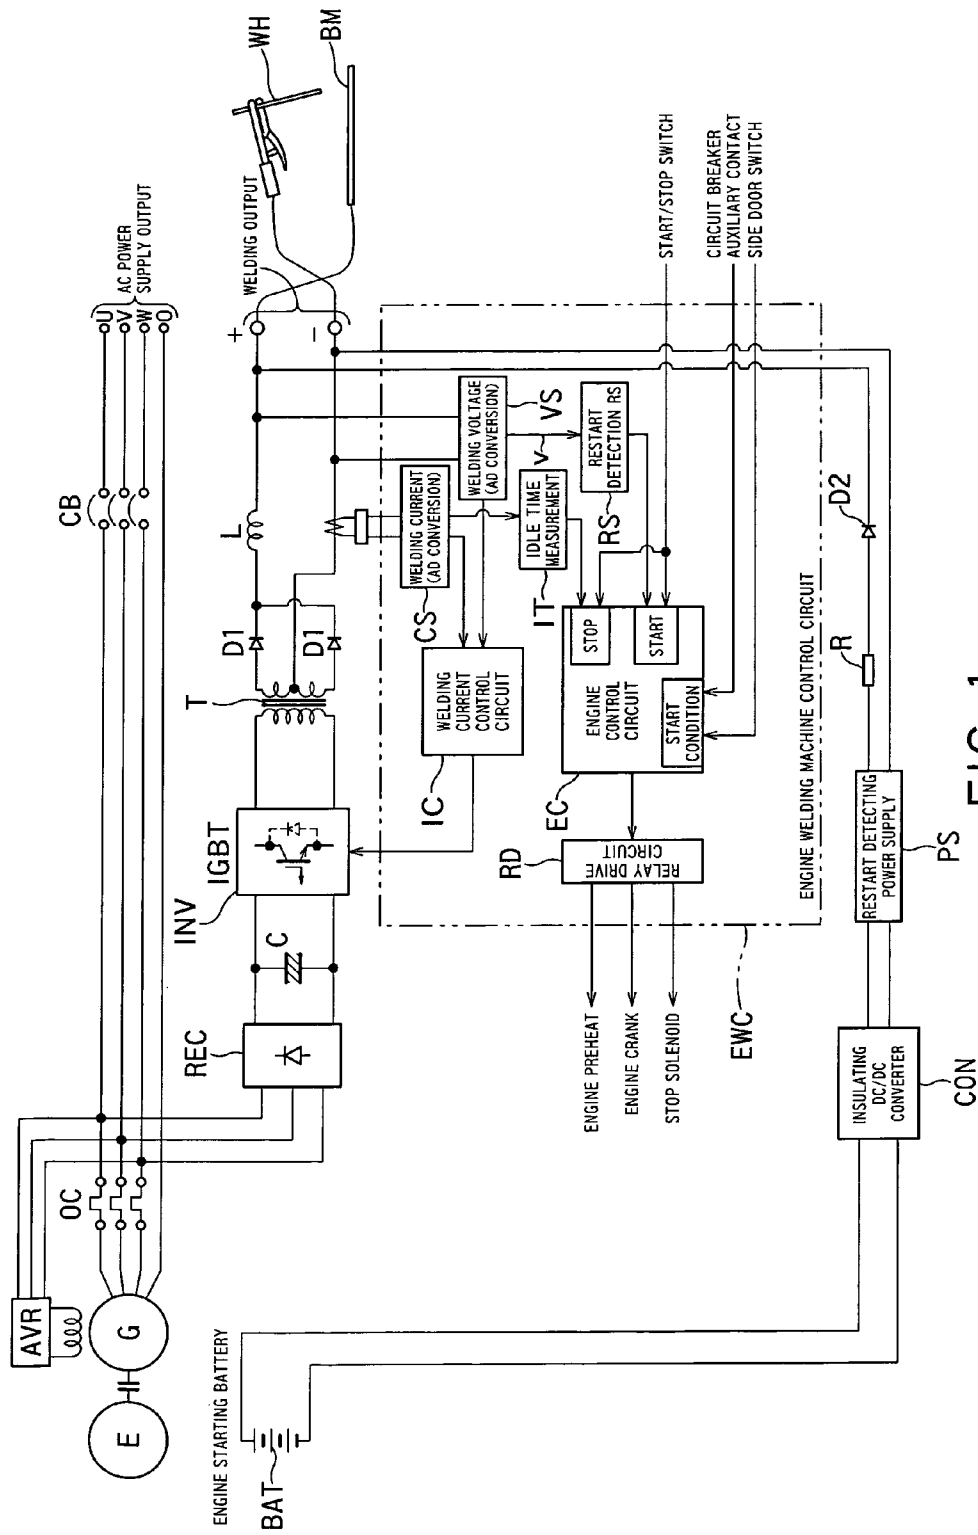 E
G
AVR
OC
CB
U
V
W
O
AC POWER
SUPPLY OUTPUT
REC
C
INV
IGBT
T
D1
D1
L
+
−
WELDING OUTPUT
WH
BM
WELDING CURRENT
(AD CONVERSION)
CS
WELDING VOLTAGE
(AD CONVERSION)
VS
V
WELDING
CURRENT
CONTROL
CIRCUIT
IC
IDLE TIME
MEASUREMENT
IT
RESTART
DETECTION RS
RS
STOP
START
ENGINE
CONTROL
CIRCUIT
START
CONDITION
EC
RELAY DRIVE
CIRCUIT
RD
ENGINE PREHEAT
ENGINE CRANK
STOP SOLENOID
START/STOP SWITCH
CIRCUIT BREAKER
AUXILIARY CONTACT
SIDE DOOR SWITCH
ENGINE WELDING MACHINE CONTROL CIRCUIT
EWC
ENGINE STARTING BATTERY
BAT
INSULATING
DC/DC
CONVERTER
CON
RESTART DETECTING
POWER SUPPLY
PS
R
D2
FIG. 1